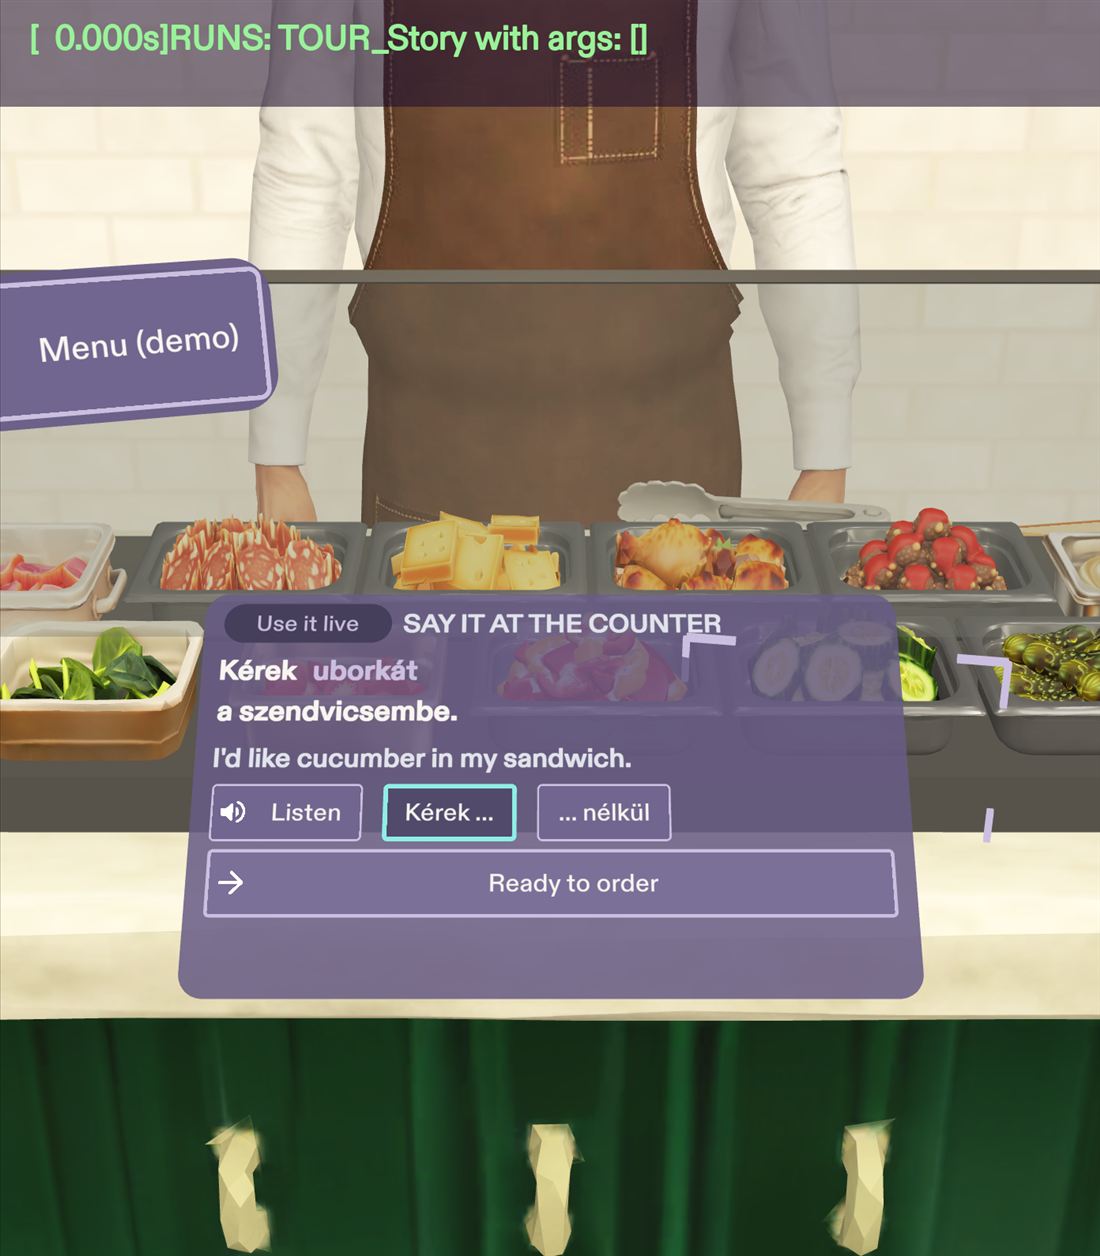 [  0.000s]RUNS: TOUR_Story with args: []
Menu (demo)
Use it live
SAY IT AT THE COUNTER
Kérek uborkát
a szendvicsembe.
I'd like cucumber in my sandwich.
Listen
Kérek ...
... nélkül
Ready to order